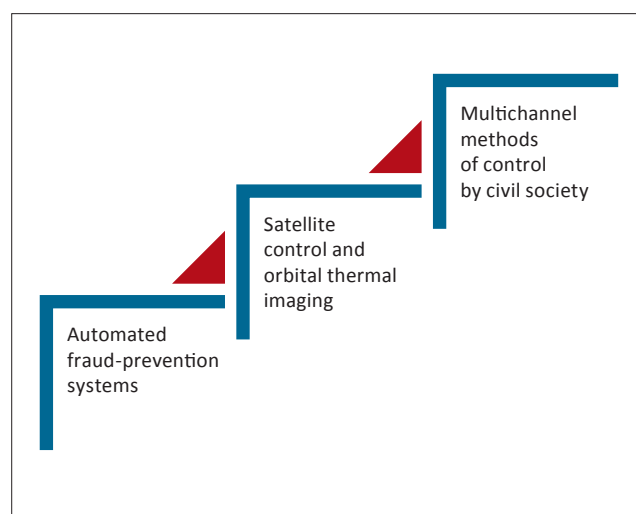 Multichannel
methods
of control
by civil society
Satellite
control and
orbital thermal
imaging
Automated
fraud-prevention
systems